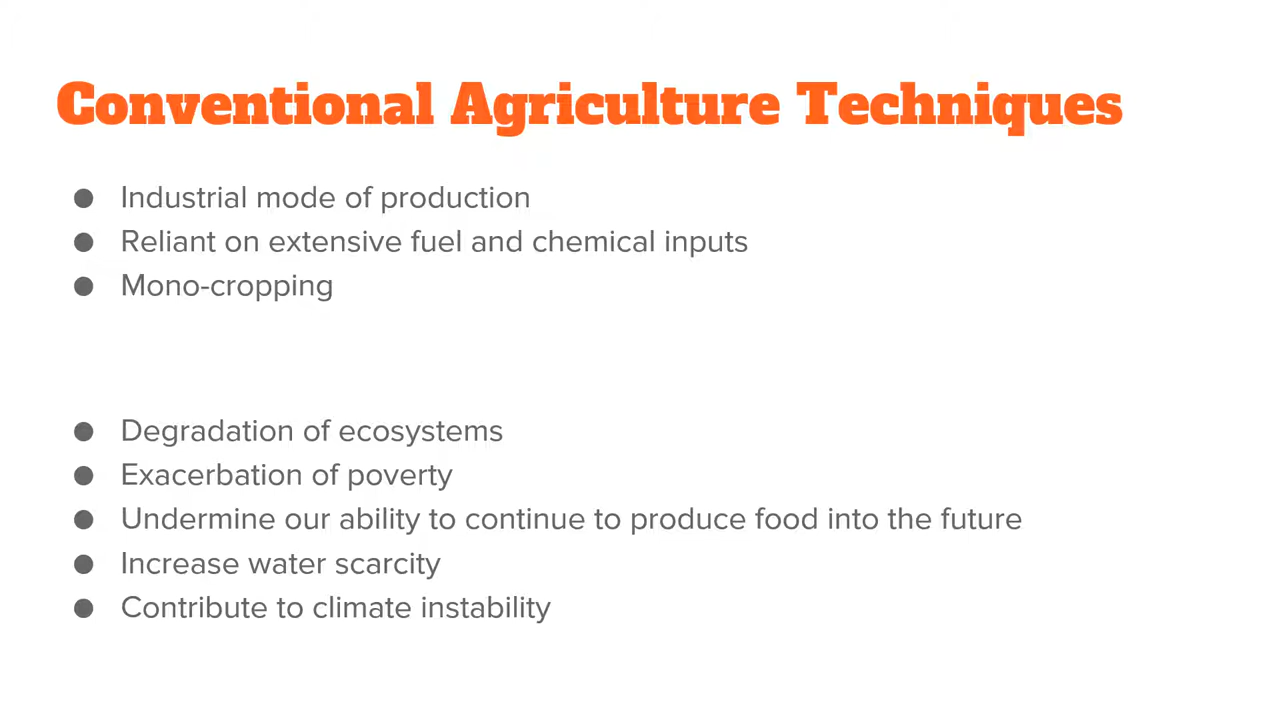 Conventional Agriculture Techniques
● Industrial mode of production
● Reliant on extensive fuel and chemical inputs
● Mono-cropping
● Degradation of ecosystems
● Exacerbation of poverty
● Undermine our ability to continue to produce food into the future
● Increase water scarcity
● Contribute to climate instability